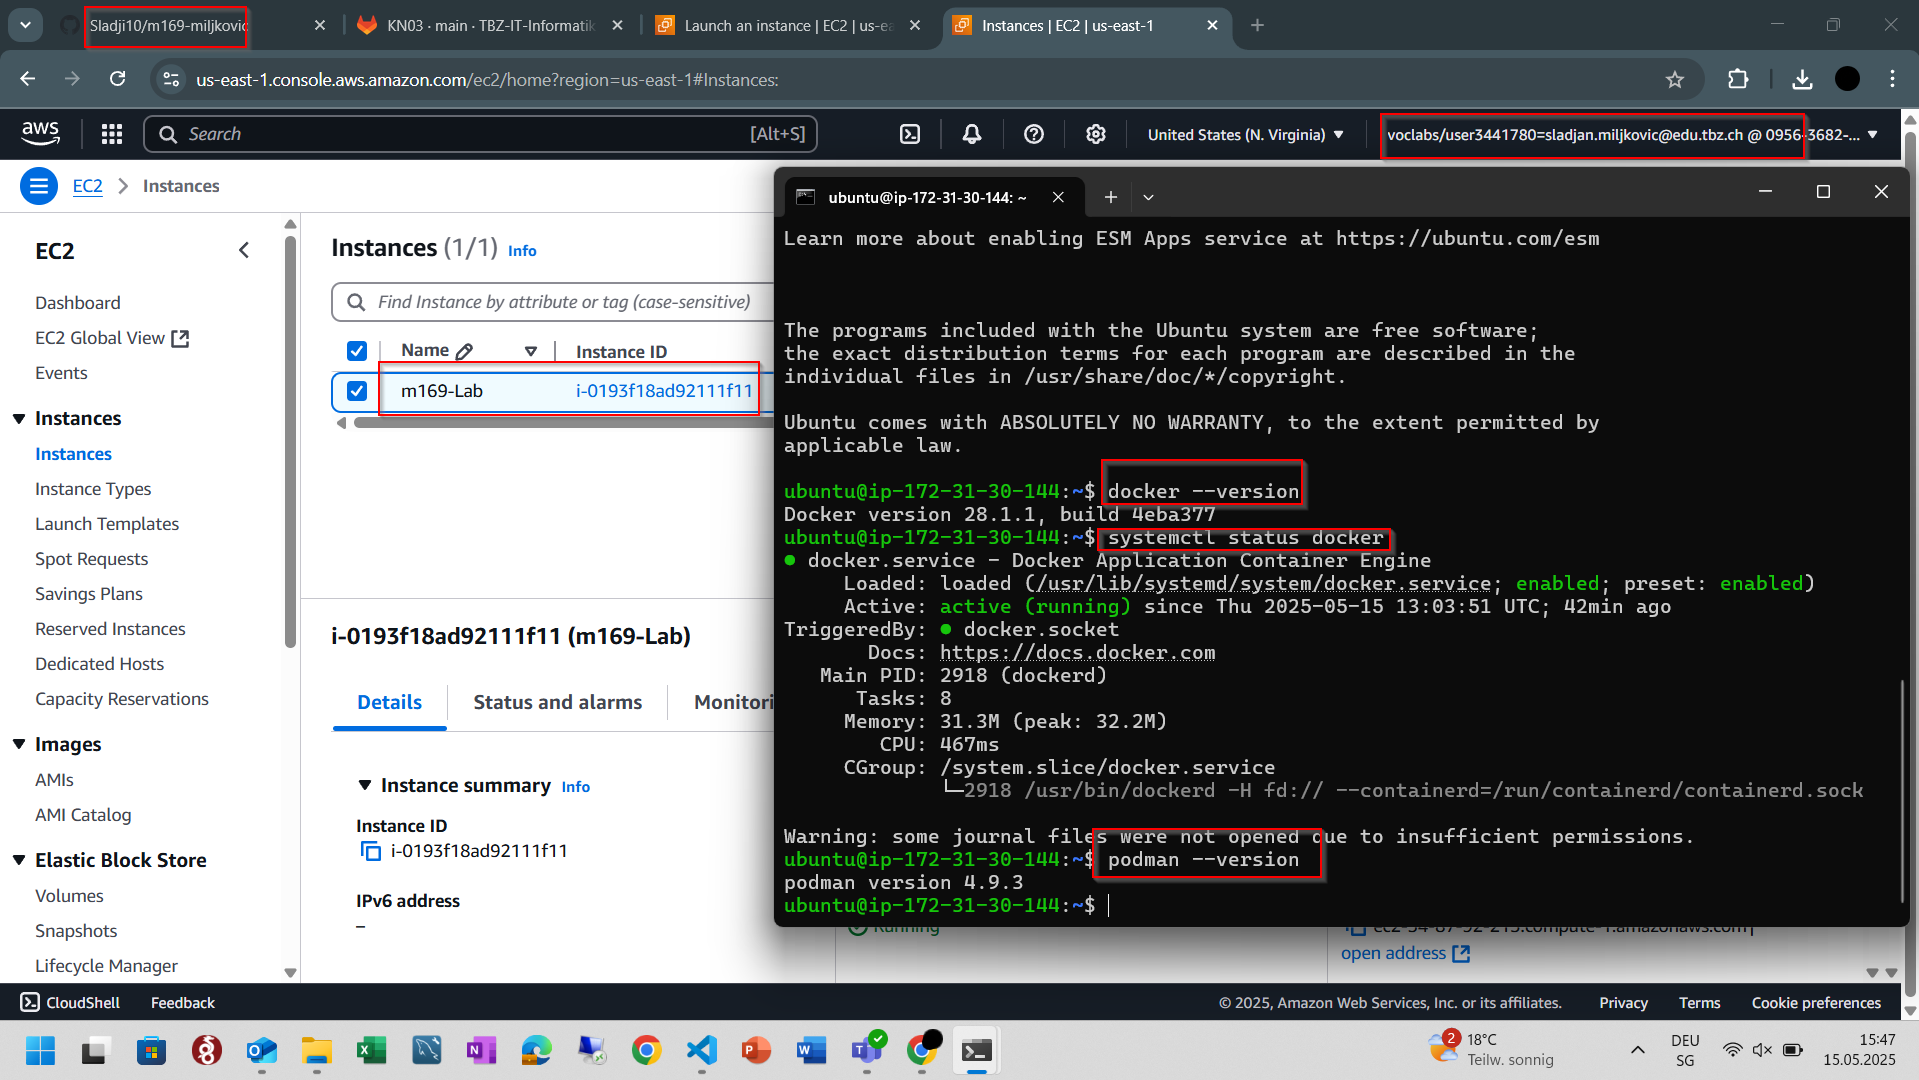 Sladji10/m169-miljkovic
KN03 · main · TBZ-IT-Informatik
Launch an instance | EC2 | us-ea
Instances | EC2 | us-east-1
us-east-1.console.aws.amazon.com/ec2/home?region=us-east-1#Instances:
aws
Search
[Alt+S]
United States (N. Virginia)
voclabs/user3441780=sladjan.miljkovic@edu.tbz.ch @ 0956-3682-...
EC2
Instances
EC2
Dashboard
EC2 Global View
Events
Instances
Instances
Instance Types
Launch Templates
Spot Requests
Savings Plans
Reserved Instances
Dedicated Hosts
Capacity Reservations
Images
AMIs
AMI Catalog
Elastic Block Store
Volumes
Snapshots
Lifecycle Manager
Instances (1/1) Info
Find Instance by attribute or tag (case-sensitive)
Name
Instance ID
m169-Lab
i-0193f18ad92111f11
i-0193f18ad92111f11 (m169-Lab)
Details
Status and alarms
Monitori
Instance summary Info
Instance ID
i-0193f18ad92111f11
IPv6 address
–
Running
open address
ubuntu@ip-172-31-30-144: ~
Learn more about enabling ESM Apps service at https://ubuntu.com/esm
The programs included with the Ubuntu system are free software;
the exact distribution terms for each program are described in the
individual files in /usr/share/doc/*/copyright.
Ubuntu comes with ABSOLUTELY NO WARRANTY, to the extent permitted by
applicable law.
ubuntu@ip-172-31-30-144:~$ docker --version
Docker version 28.1.1, build 4eba377
ubuntu@ip-172-31-30-144:~$ systemctl status docker
● docker.service - Docker Application Container Engine
Loaded: loaded (/usr/lib/systemd/system/docker.service; enabled; preset: enabled)
Active: active (running) since Thu 2025-05-15 13:03:51 UTC; 42min ago
TriggeredBy: ● docker.socket
Docs: https://docs.docker.com
Main PID: 2918 (dockerd)
Tasks: 8
Memory: 31.3M (peak: 32.2M)
CPU: 467ms
CGroup: /system.slice/docker.service
└─2918 /usr/bin/dockerd -H fd:// --containerd=/run/containerd/containerd.sock
Warning: some journal files were not opened due to insufficient permissions.
ubuntu@ip-172-31-30-144:~$ podman --version
podman version 4.9.3
ubuntu@ip-172-31-30-144:~$
CloudShell
Feedback
© 2025, Amazon Web Services, Inc. or its affiliates.
Privacy
Terms
Cookie preferences
2
18°C
Teilw. sonnig
DEU
SG
15:47
15.05.2025